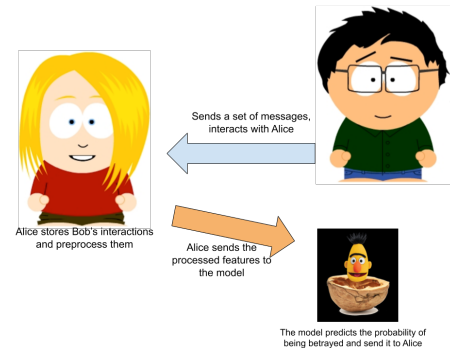 Sends a set of messages,
interacts with Alice
Alice stores Bob's interactions
and preprocess them
Alice sends the
processed features to
the model
The model predicts the probability of
being betrayed and send it to Alice